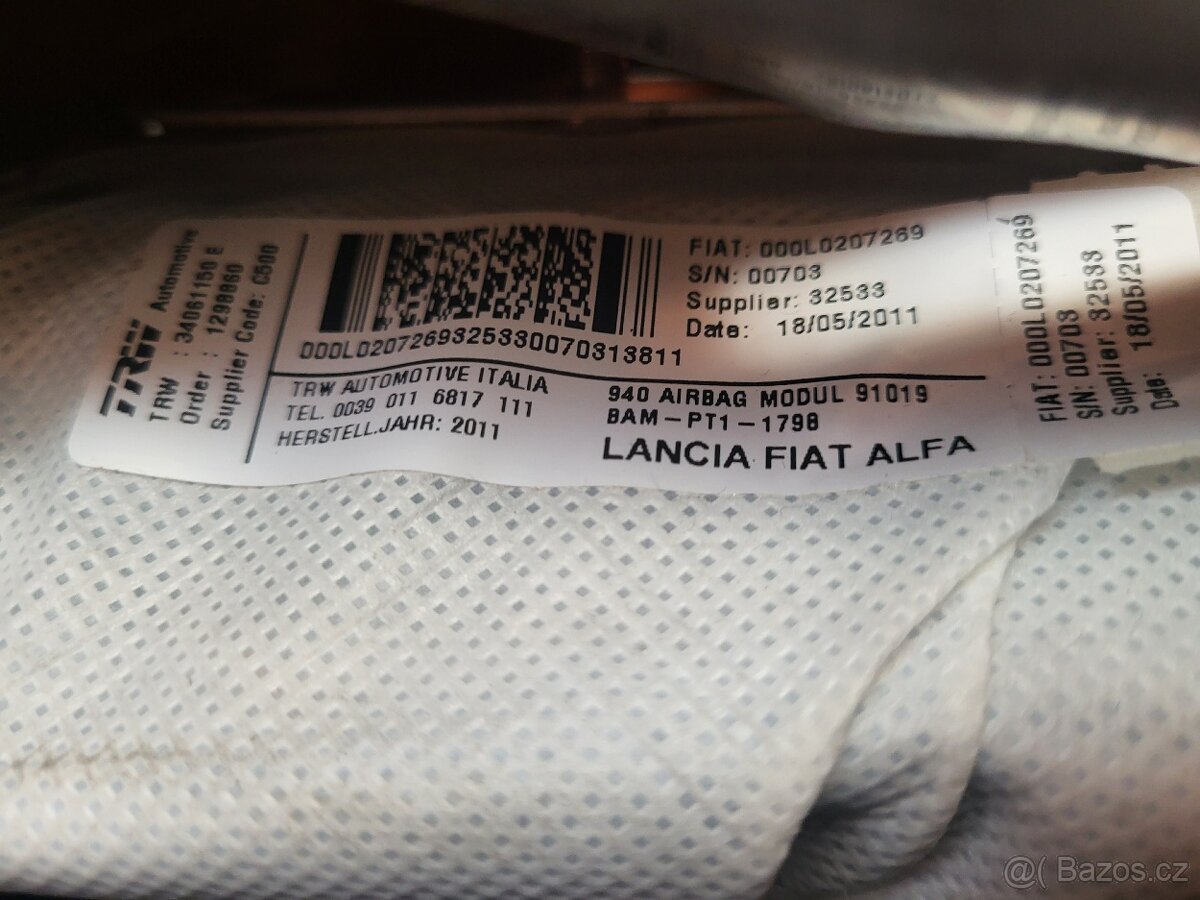 TRW Automotive
TRW : 34061150 E
Order : 1298860
Supplier Code: C500
000L0207269325330070313811
FIAT: 000L0207269
S/N: 00703
Supplier: 32533
Date: 18/05/2011
TRW AUTOMOTIVE ITALIA
TEL. 0039 011 6817 111
HERSTELL.JAHR: 2011
940 AIRBAG MODUL 91019
BAM-PT1-1798
LANCIA FIAT ALFA
FIAT: 000L0207269
S/N: 00703
Supplier: 32533
Date: 18/05/2011
@( Bazos.cz